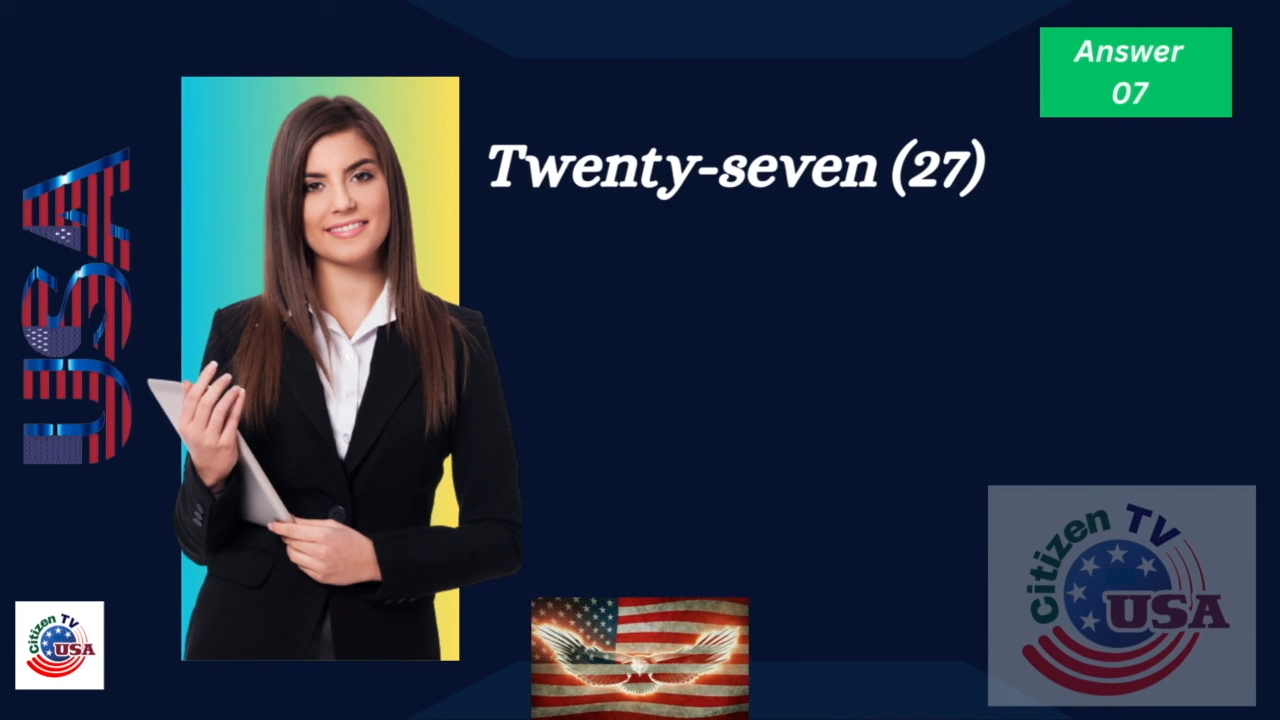 Answer
07
Twenty-seven (27)
USA
Citizen TV
USA
Citizen TV
USA